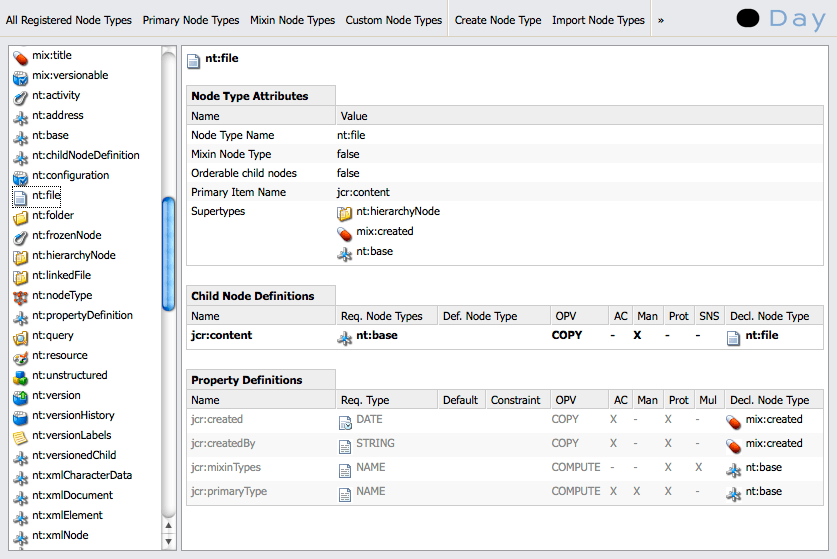 All Registered Node Types Primary Node Types Mixin Node Types Custom Node Types Create Node Type Import Node Types » Day
mix:title
mix:versionable
nt:activity
nt:address
nt:base
nt:childNodeDefinition
nt:configuration
nt:file
nt:folder
nt:frozenNode
nt:hierarchyNode
nt:linkedFile
nt:nodeType
nt:propertyDefinition
nt:query
nt:resource
nt:unstructured
nt:version
nt:versionHistory
nt:versionLabels
nt:versionedChild
nt:xmlCharacterData
nt:xmlDocument
nt:xmlElement
nt:xmlNode
nt:file
Node Type Attributes
Name Value
Node Type Name nt:file
Mixin Node Type false
Orderable child nodes false
Primary Item Name jcr:content
Supertypes nt:hierarchyNode
mix:created
nt:base
Child Node Definitions
Name Req. Node Types Def. Node Type OPV AC Man Prot SNS Decl. Node Type
jcr:content nt:base COPY - X - - nt:file
Property Definitions
Name Req. Type Default Constraint OPV AC Man Prot Mul Decl. Node Type
jcr:created DATE COPY X - X - mix:created
jcr:createdBy STRING COPY X - X - mix:created
jcr:mixinTypes NAME COMPUTE - - X X nt:base
jcr:primaryType NAME COMPUTE X X X - nt:base